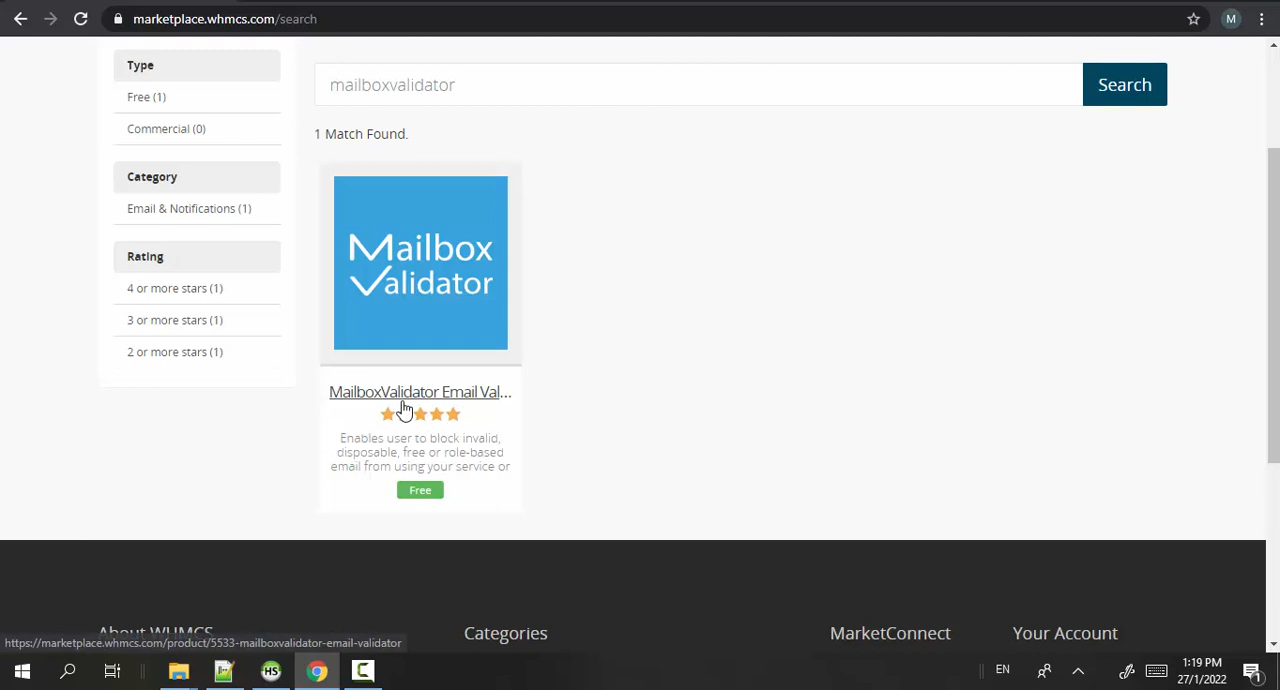 marketplace.whmcs.com/search
M
Type
Free (1)
Commercial (0)
Category
Email & Notifications (1)
Rating
4 or more stars (1)
3 or more stars (1)
2 or more stars (1)
mailboxvalidator
Search
1 Match Found.
Mailbox
Validator
MailboxValidator Email Val...
Enables user to block invalid,
disposable, free or role-based
email from using your service or
Free
About WHMCS
Categories
MarketConnect
Your Account
https://marketplace.whmcs.com/product/5533-mailboxvalidator-email-validator
HS
C
EN
1:19 PM
27/1/2022
1